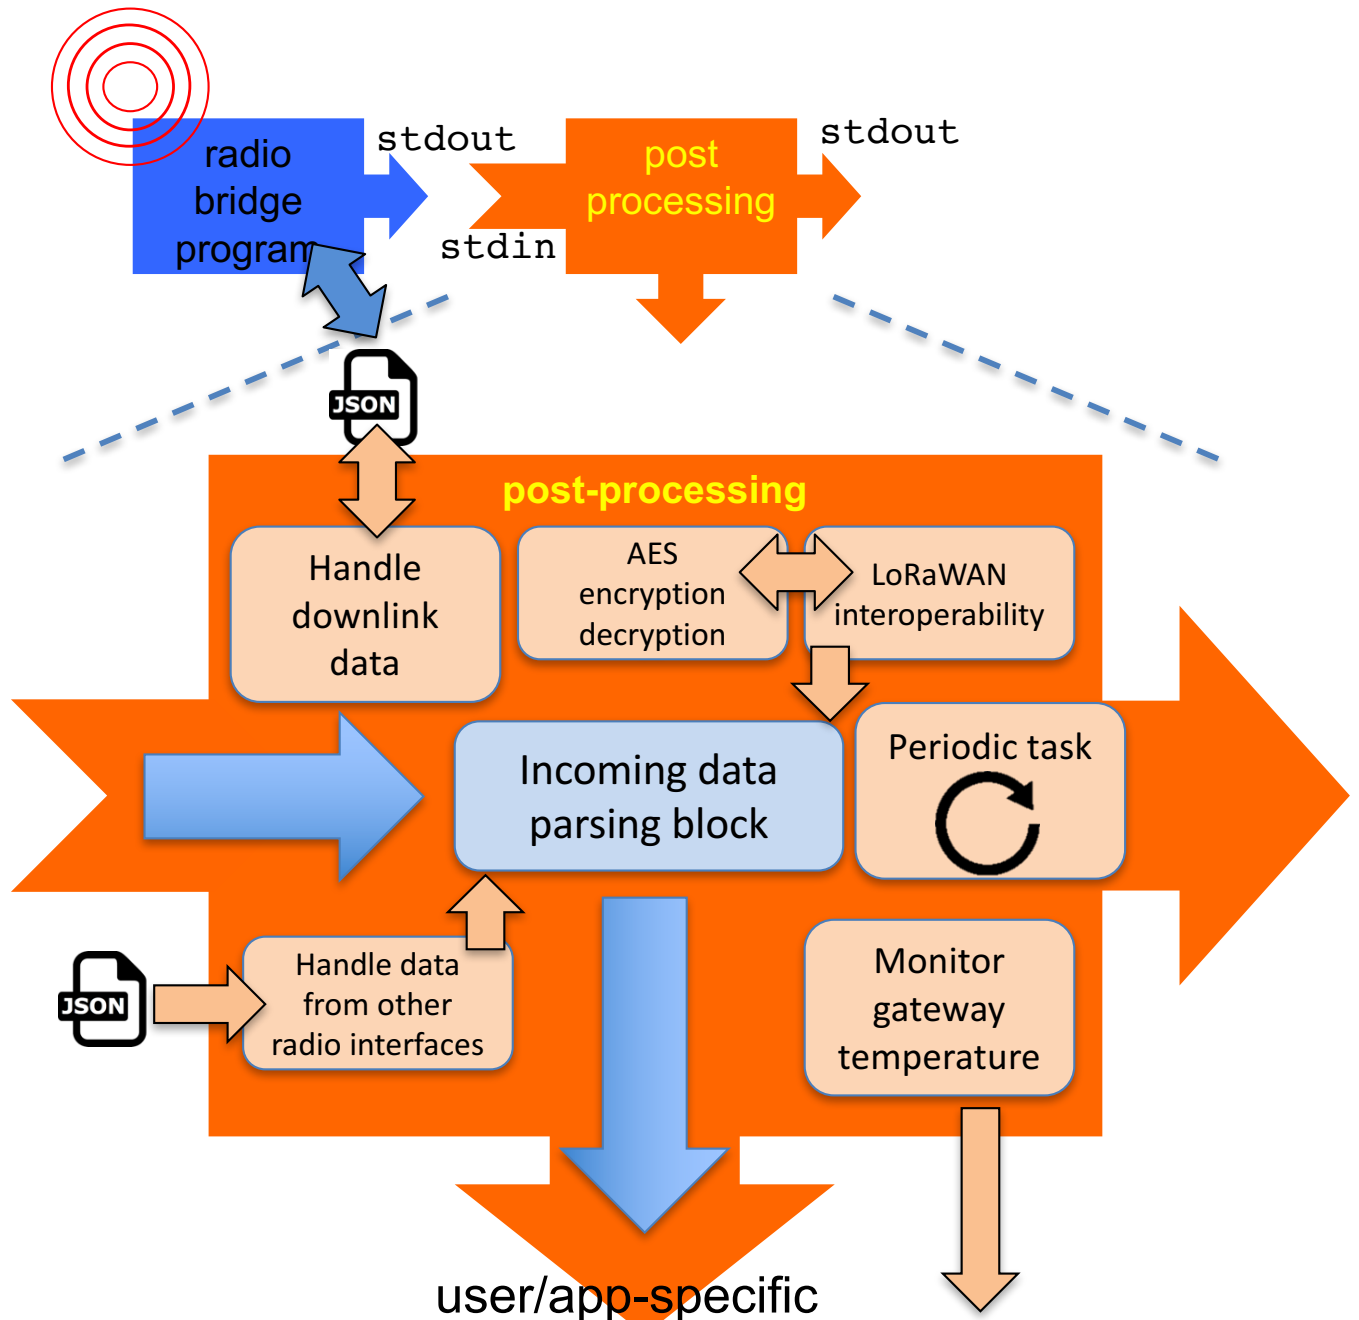 radio
bridge
program
stdout
stdin
post
processing
stdout
JSON
post-processing
Handle
downlink
data
AES
encryption
decryption
LoRaWAN
interoperability
Incoming data
parsing block
Periodic task
JSON
Handle data
from other
radio interfaces
Monitor
gateway
temperature
user/app-specific